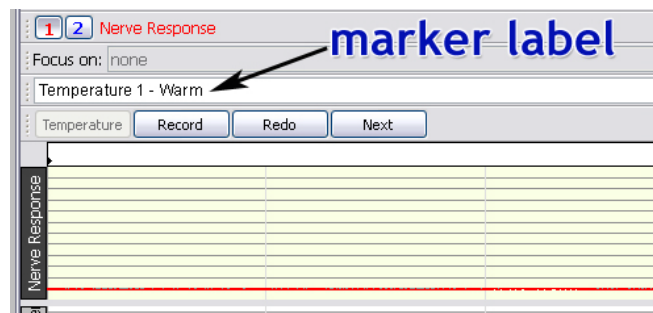 1 2 Nerve Response
marker label
Focus on: none
Temperature 1 - Warm
Temperature Record Redo Next
Nerve Response